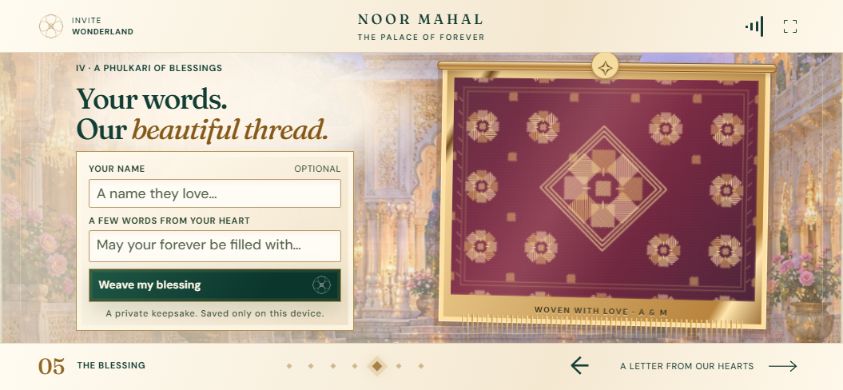 INVITE
WONDERLAND
NOOR MAHAL
THE PALACE OF FOREVER
IV · A PHULKARI OF BLESSINGS
Your words.
Our beautiful thread.
YOUR NAME OPTIONAL
A name they love...
A FEW WORDS FROM YOUR HEART
May your forever be filled with...
Weave my blessing
A private keepsake. Saved only on this device.
WOVEN WITH LOVE · A & M
05 THE BLESSING
A LETTER FROM OUR HEARTS